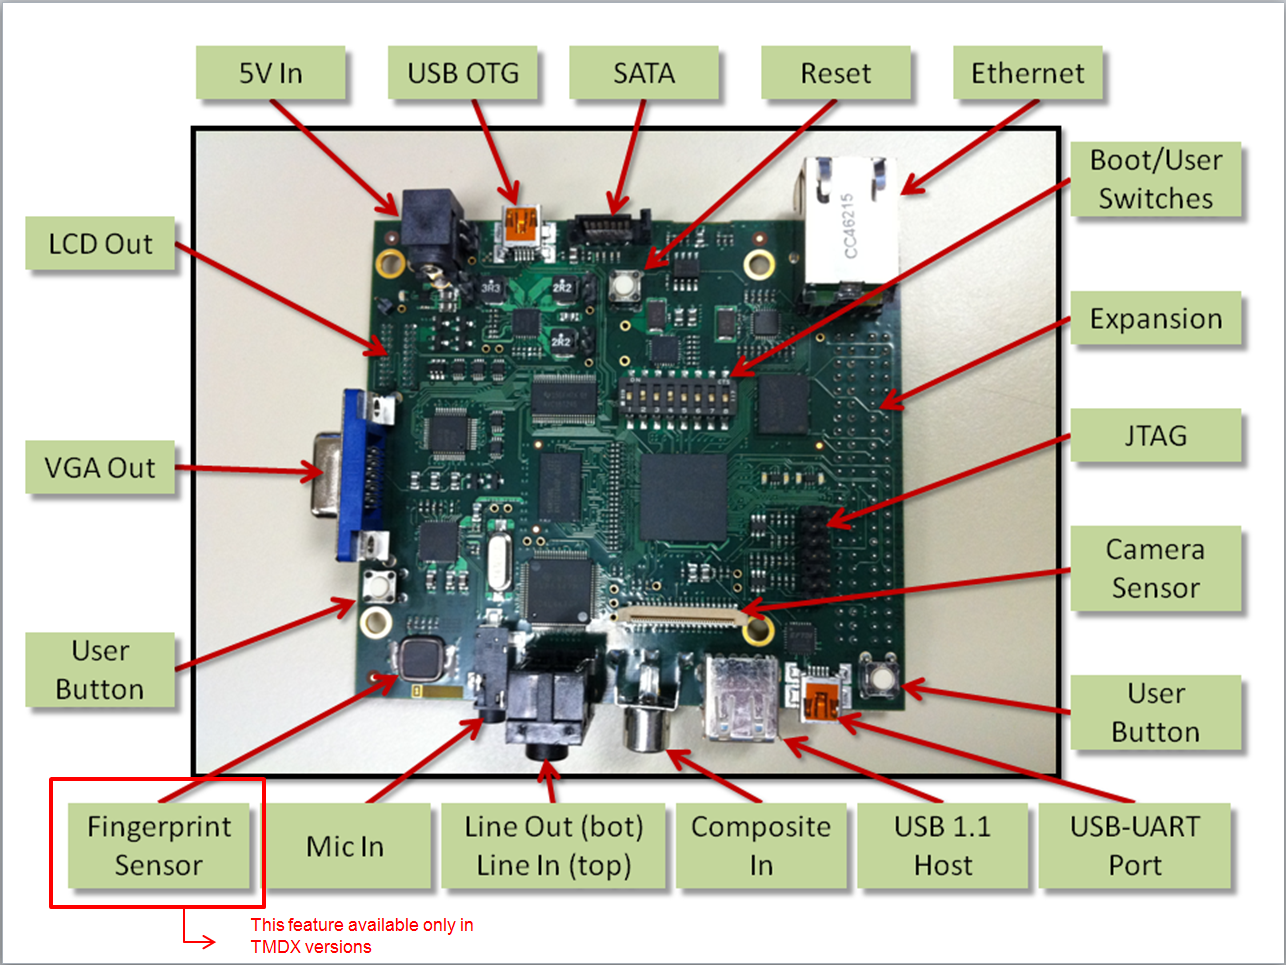 5V In
USB OTG
SATA
Reset
Ethernet
Boot/User
Switches
LCD Out
Expansion
VGA Out
JTAG
Camera
Sensor
User
Button
User
Button
Fingerprint
Sensor
Mic In
Line Out (bot)
Line In (top)
Composite
In
USB 1.1
Host
USB-UART
Port
This feature available only in
TMDX versions
CC46215
3R3
2R2
2R2
ON